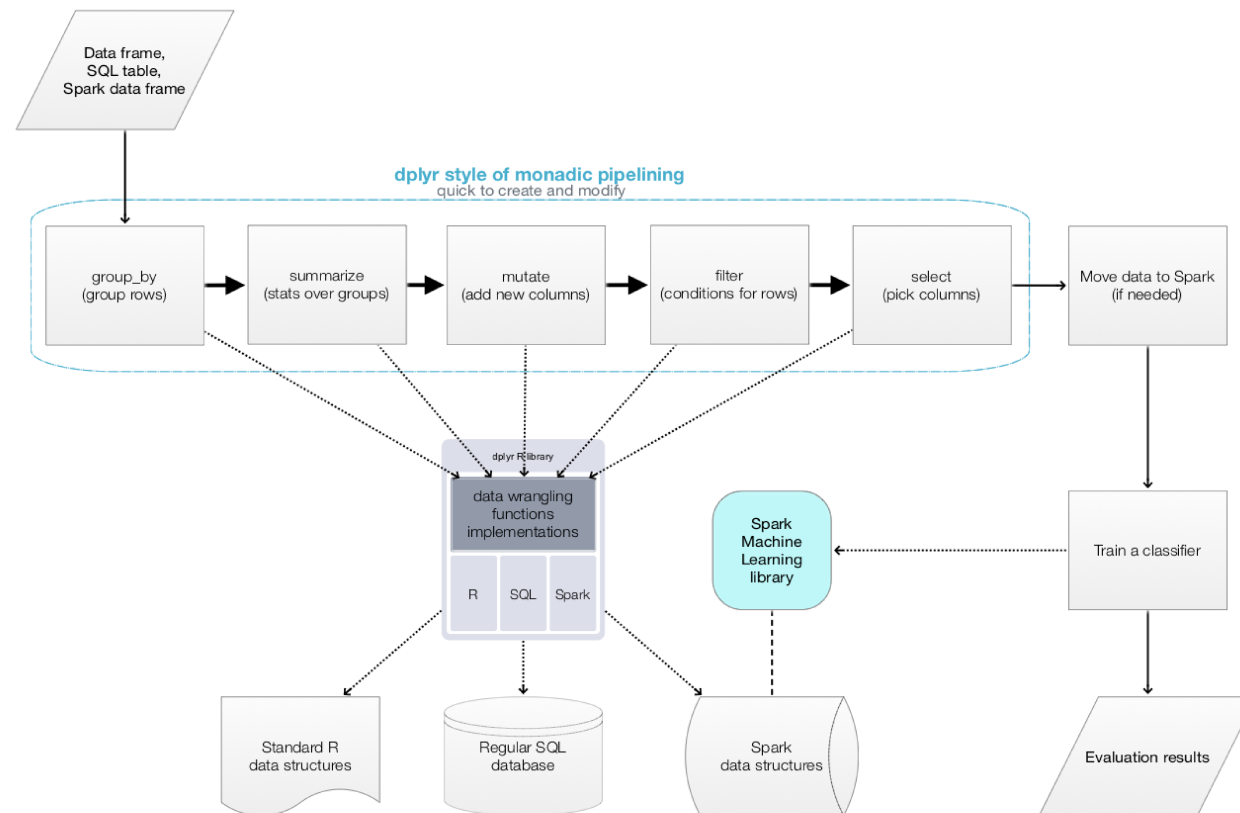 Data frame,
SQL table,
Spark data frame
dplyr style of monadic pipelining
quick to create and modify
group_by
(group rows)
summarize
(stats over groups)
mutate
(add new columns)
filter
(conditions for rows)
select
(pick columns)
Move data to Spark
(if needed)
dplyr R library
data wrangling
functions
implementations
R
SQL
Spark
Spark
Machine
Learning
library
Train a classifier
Standard R
data structures
Regular SQL
database
Spark
data structures
Evaluation results